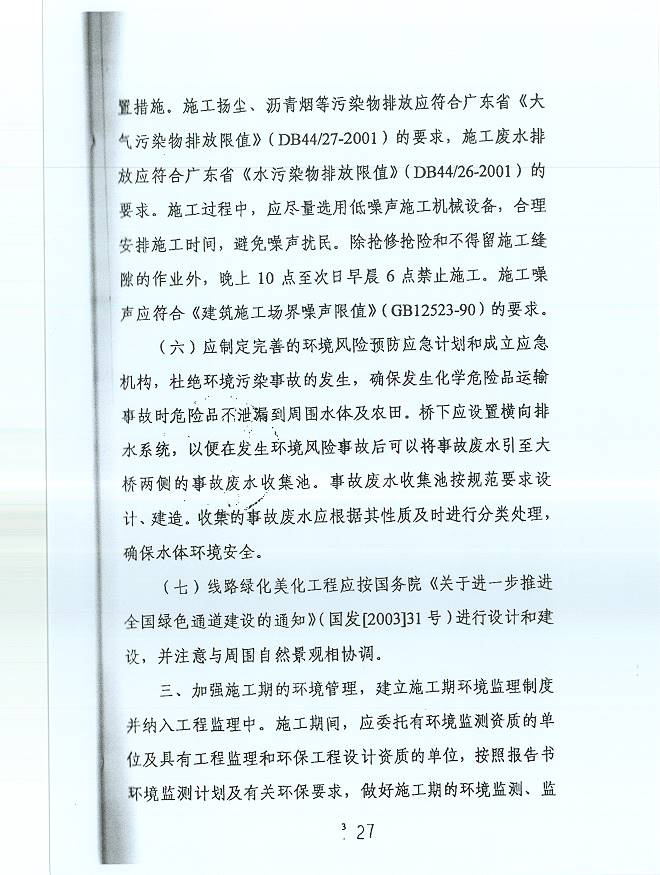 置措施。施工扬尘、沥青烟等污染物排放应符合广东省《大
气污染物排放限值》（DB44/27-2001）的要求，施工废水排
放应符合广东省《水污染物排放限值》（DB44/26-2001）的
要求。施工过程中，应尽量选用低噪声施工机械设备，合理
安排施工时间，避免噪声扰民。除抢修抢险和不得留施工缝
隙的作业外，晚上 10 点至次日早晨 6 点禁止施工。施工噪
声应符合《建筑施工场界噪声限值》（GB12523-90）的要求。
（六）应制定完善的环境风险预防应急计划和成立应急
机构，杜绝环境污染事故的发生，确保发生化学危险品运输
事故时危险品不泄漏到周围水体及农田。桥下应设置横向排
水系统，以便在发生环境风险事故后可以将事故废水引至大
桥两侧的事故废水收集池。事故废水收集池按规范要求设
计、建造。收集的事故废水应根据其性质及时进行分类处理，
确保水体环境安全。
（七）线路绿化美化工程应按国务院《关于进一步推进
全国绿色通道建设的通知》（国发[2003]31 号）进行设计和建
设，并注意与周围自然景观相协调。
三、加强施工期的环境管理，建立施工期环境监理制度
并纳入工程监理中。施工期间，应委托有环境监测资质的单
位及具有工程监理和环保工程设计资质的单位，按照报告书
环境监测计划及有关环保要求，做好施工期的环境监测、监
3
27